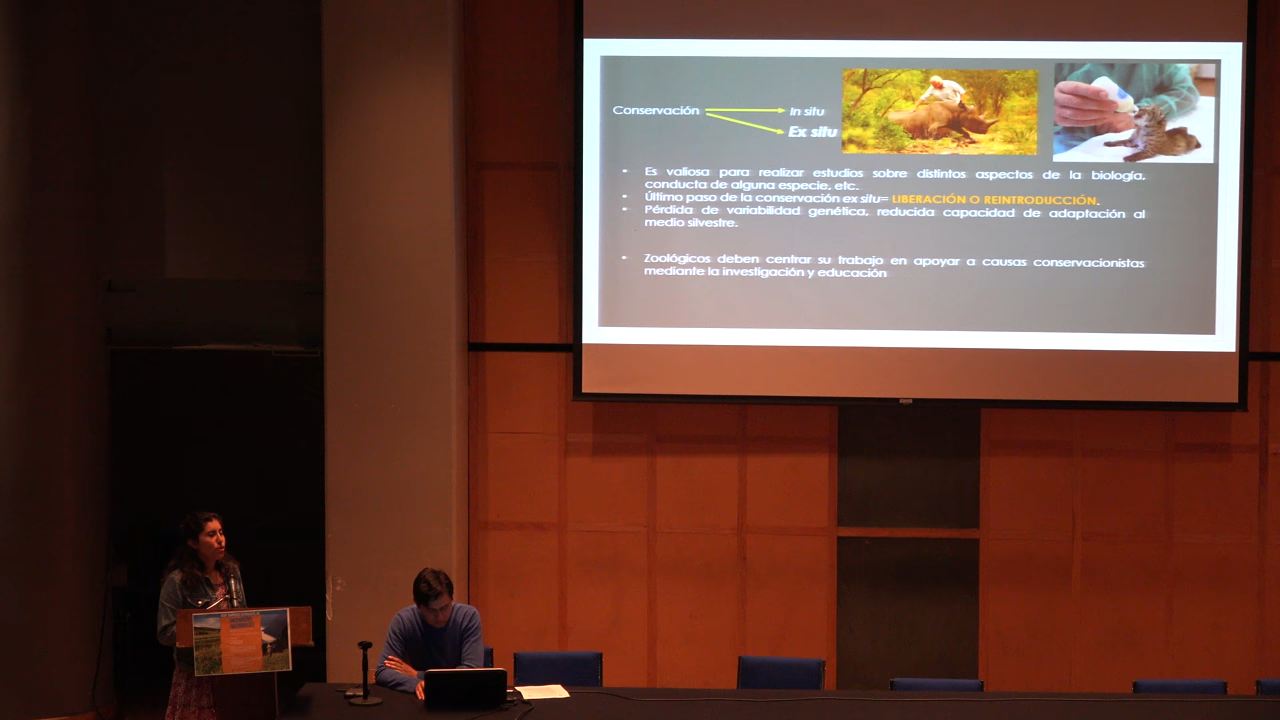 Conservación
In situ
Ex situ
• Es valiosa para realizar estudios sobre distintos aspectos de la biología,
conducta de alguna especie, etc.
• Último paso de la conservación ex situ= LIBERACIÓN O REINTRODUCCIÓN.
• Pérdida de variabilidad genética, reducida capacidad de adaptación al
medio silvestre.
• Zoológicos deben centrar su trabajo en apoyar a causas conservacionistas
mediante la investigación y educación